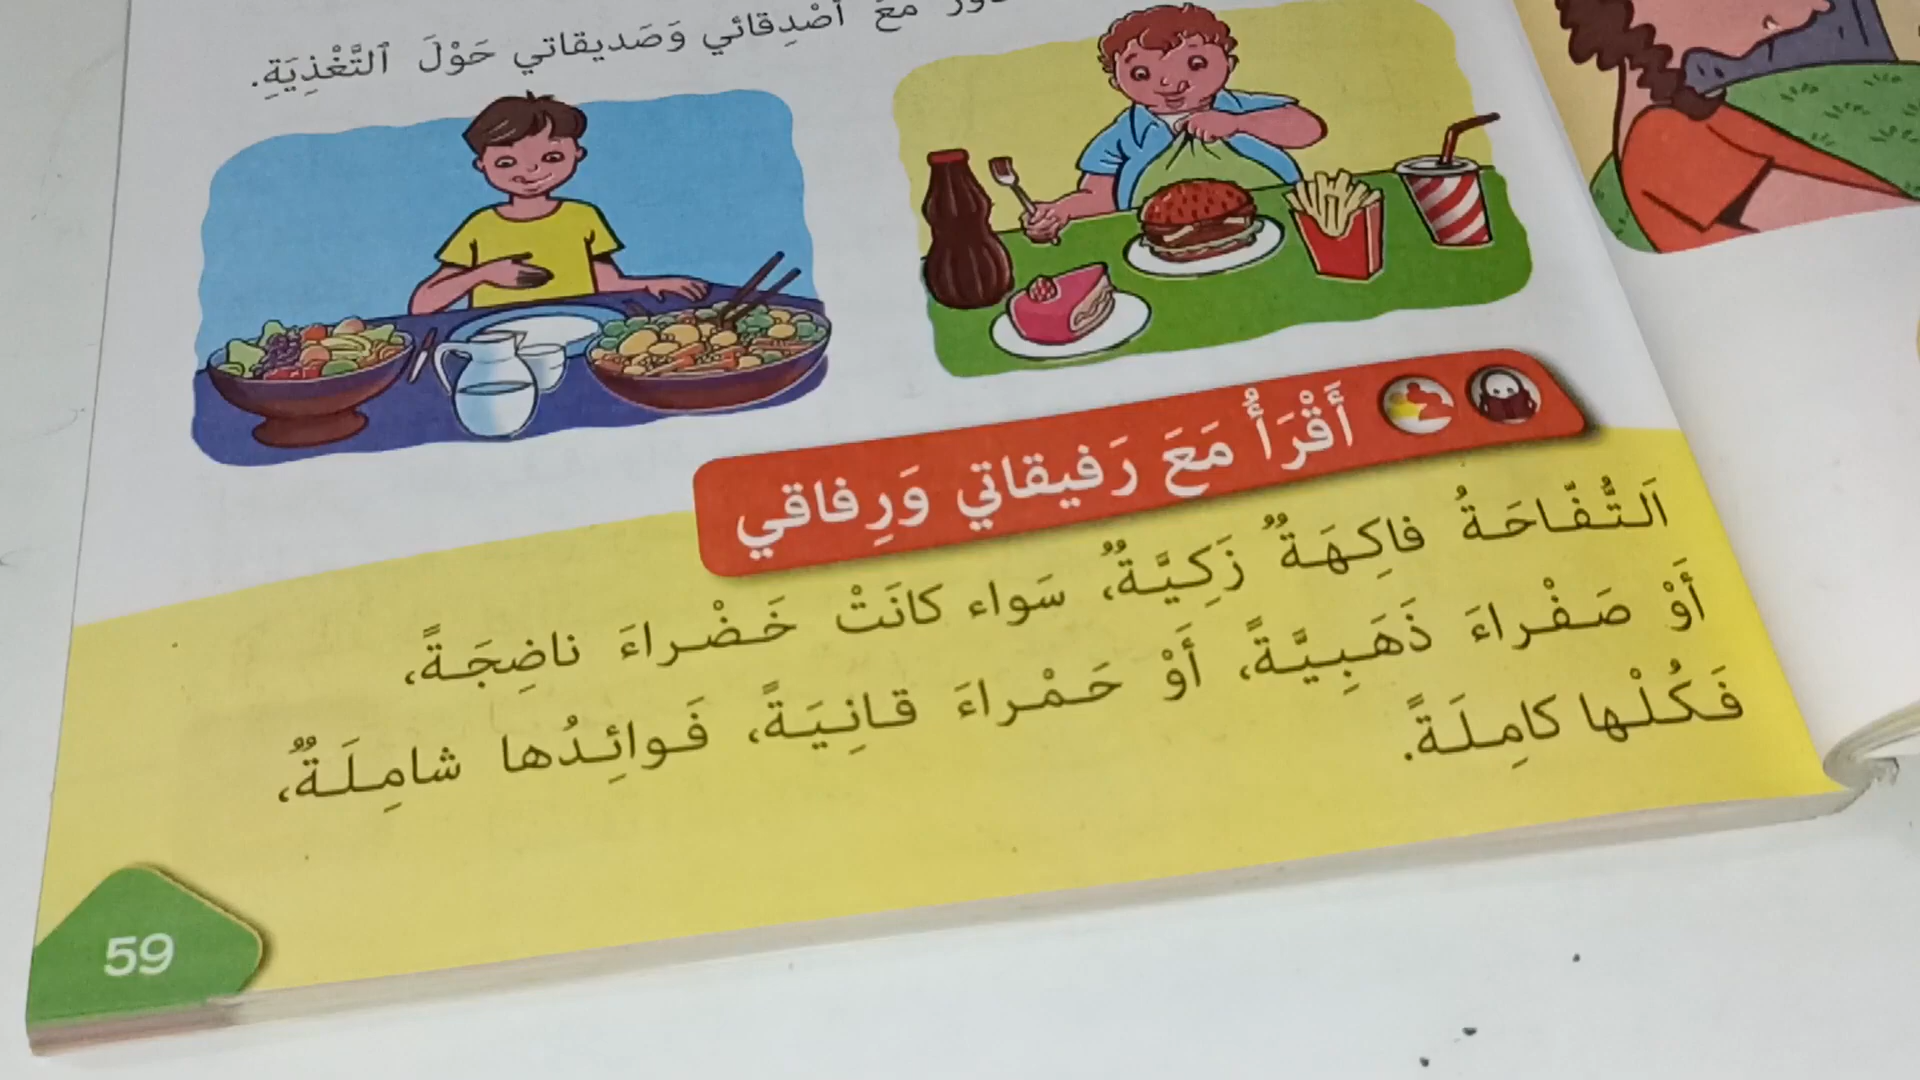 مَعَ أَصْدِقائي وَصَديقاتي حَوْلَ ٱلتَّغْذِيَةِ.
أَقْرَأُ مَعَ رَفيقاتي وَرِفاقي
اَلتُّفّاحَةُ فاكِهَةٌ زَكِيَّةٌ، سَواء كانَتْ خَضْراءَ ناضِجَةً،
أَوْ صَفْراءَ ذَهَبِيَّةً، أَوْ حَمْراءَ قانِيَةً، فَوائِدُها شامِلَةٌ،
فَكُلْها كامِلَةً.
59